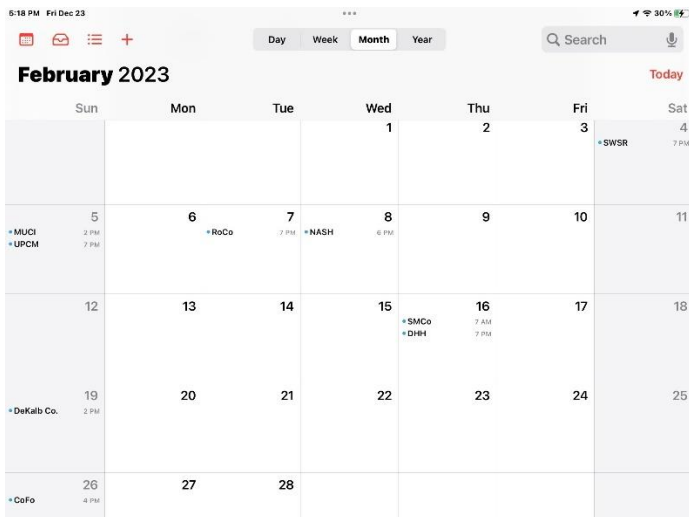 5:18 PM Fri Dec 23 30%
Day Week Month Year Search
February 2023 Today
Sun Mon Tue Wed Thu Fri Sat
1 2 3 4
SWSR 7 PM
5 6 7 8 9 10 11
MUCI 2 PM RoCo 7 PM NASH 6 PM
UPCM 7 PM
12 13 14 15 16 17 18
SMCo 7 AM
DHH 7 PM
19 20 21 22 23 24 25
DeKalb Co. 2 PM
26 27 28
CoFo 4 PM